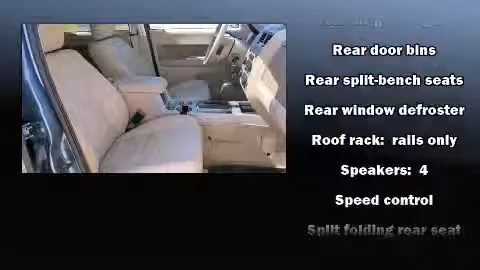 Rear door bins
Rear split-bench seats
Rear window defroster
Roof rack: rails only
Speakers: 4
Speed control
Split folding rear seat